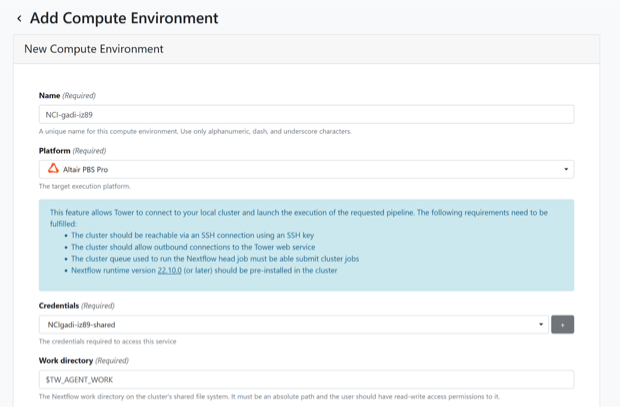 ‹ Add Compute Environment
New Compute Environment
Name (Required)
NCI-gadi-iz89
A unique name for this compute environment. Use only alphanumeric, dash, and underscore characters.
Platform (Required)
Altair PBS Pro
The target execution platform.
This feature allows Tower to connect to your local cluster and launch the execution of the requested pipeline. The following requirements need to be
fulfilled:
• The cluster should be reachable via an SSH connection using an SSH key
• The cluster should allow outbound connections to the Tower web service
• The cluster queue used to run the Nextflow head job must be able submit cluster jobs
• Nextflow runtime version 22.10.0 (or later) should be pre-installed in the cluster
Credentials (Required)
NCIgadi-iz89-shared +
The credentials required to access this service
Work directory (Required)
$TW_AGENT_WORK
The Nextflow work directory on the cluster's shared file system. It must be an absolute path and the user should have read-write access permissions to it.